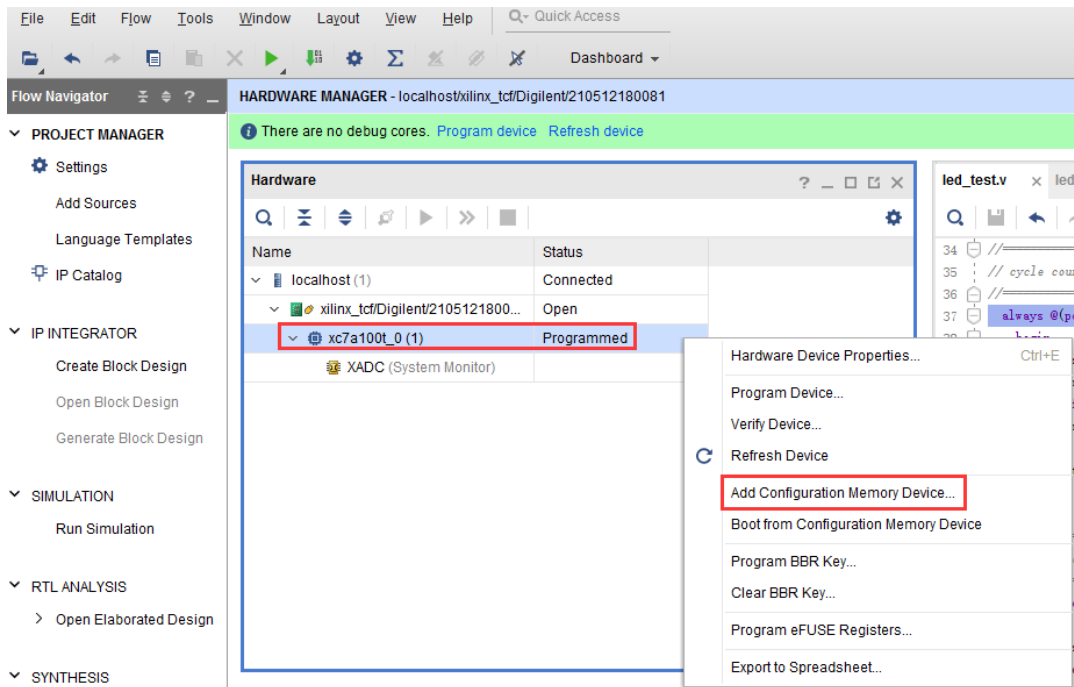 File Edit Flow Tools Window Layout View Help Quick Access
Dashboard
Flow Navigator ? HARDWARE MANAGER - localhost/xilinx_tcf/Digilent/210512180081
There are no debug cores. Program device Refresh device
PROJECT MANAGER
Settings
Add Sources
Language Templates
IP Catalog
IP INTEGRATOR
Create Block Design
Open Block Design
Generate Block Design
SIMULATION
Run Simulation
RTL ANALYSIS
Open Elaborated Design
SYNTHESIS
Hardware ?
Name Status
localhost (1) Connected
xilinx_tcf/Digilent/2105121800... Open
xc7a100t_0 (1) Programmed
XADC (System Monitor)
led_test.v led
34 //
35 // cycle cou
36 //
37 always @(po
Hardware Device Properties... Ctrl+E
Program Device...
Verify Device...
Refresh Device
Add Configuration Memory Device...
Boot from Configuration Memory Device
Program BBR Key...
Clear BBR Key...
Program eFUSE Registers...
Export to Spreadsheet...